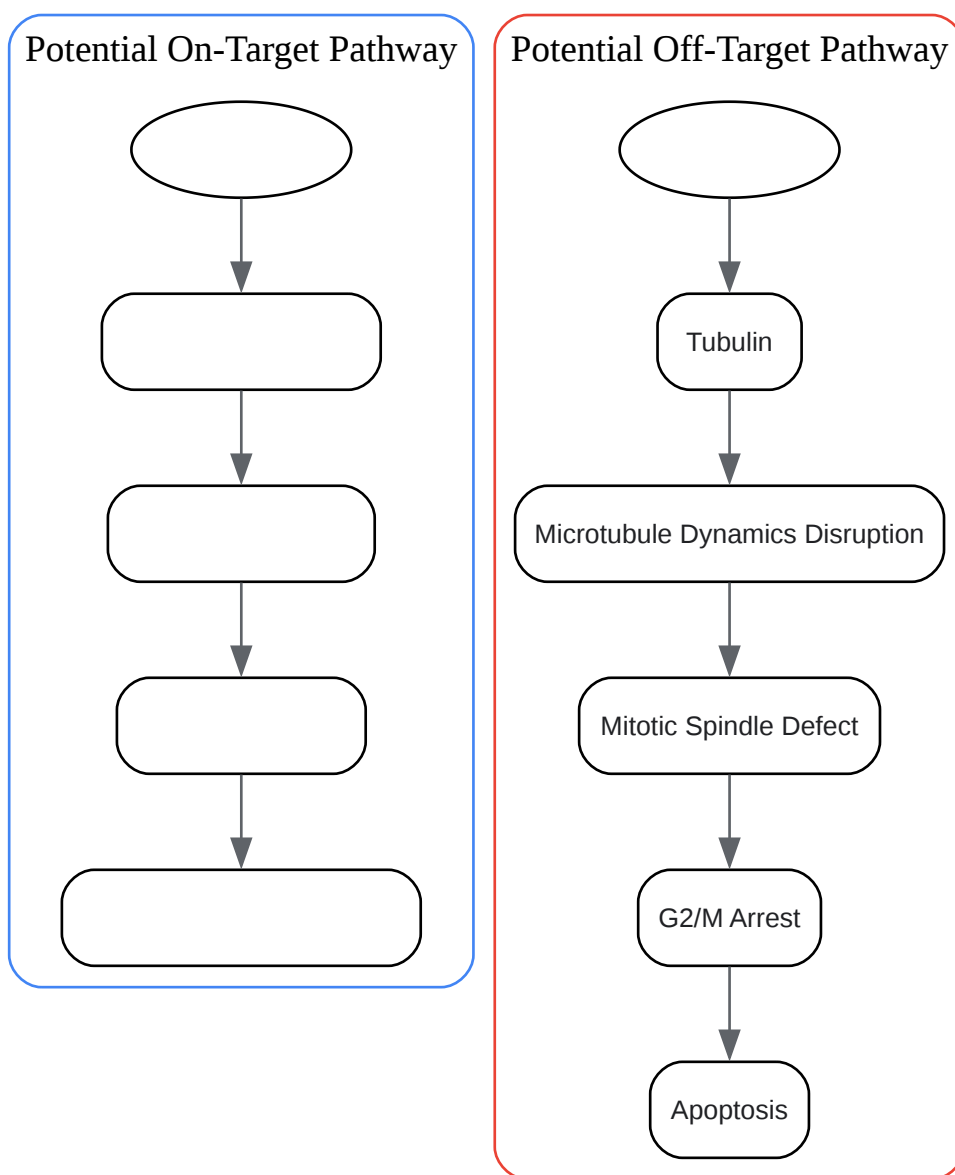 Potential On-Target Pathway
Potential Off-Target Pathway
Tubulin
Microtubule Dynamics Disruption
Mitotic Spindle Defect
G2/M Arrest
Apoptosis